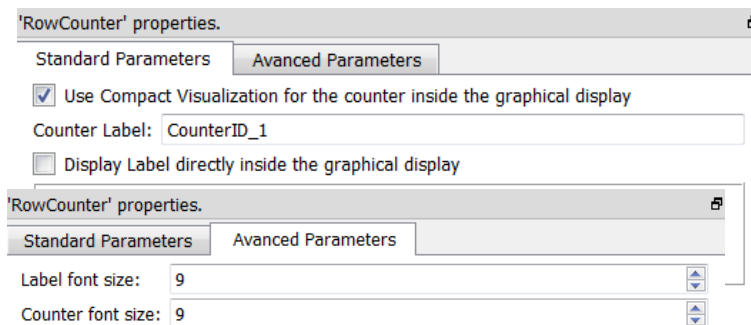 'RowCounter' properties.
Standard Parameters Avanced Parameters
Use Compact Visualization for the counter inside the graphical display
Counter Label: CounterID_1
Display Label directly inside the graphical display
'RowCounter' properties.
Standard Parameters Avanced Parameters
Label font size: 9
Counter font size: 9